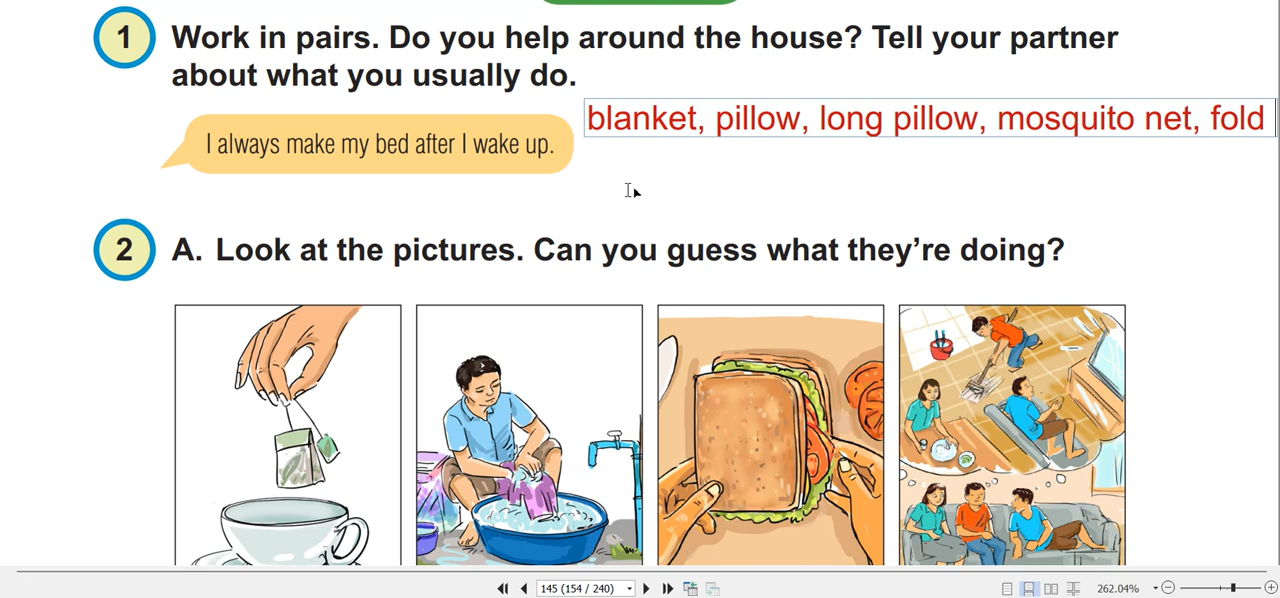 1 Work in pairs. Do you help around the house? Tell your partner
about what you usually do.
blanket, pillow, long pillow, mosquito net, fold
I always make my bed after I wake up.
2 A. Look at the pictures. Can you guess what they’re doing?
145 (154 / 240) 262.04%